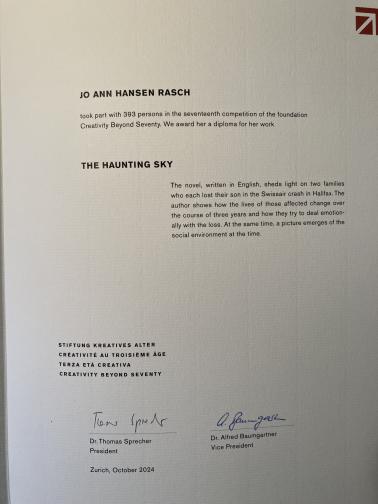 JO ANN HANSEN RASCH
took part with 393 persons in the seventeenth competition of the foundation
Creativity Beyond Seventy. We award her a diploma for her work
THE HAUNTING SKY
The novel, written in English, sheds light on two families
who each lost their son in the Swissair crash in Halifax. The
author shows how the lives of those affected change over
the course of three years and how they try to deal emotion-
ally with the loss. At the same time, a picture emerges of the
social environment at the time.
STIFTUNG KREATIVES ALTER
CRÉATIVITÉ AU TROISIÈME ÂGE
TERZA ETÀ CREATIVA
CREATIVITY BEYOND SEVENTY
Dr. Thomas Sprecher
President
Dr. Alfred Baumgartner
Vice President
Zurich, October 2024